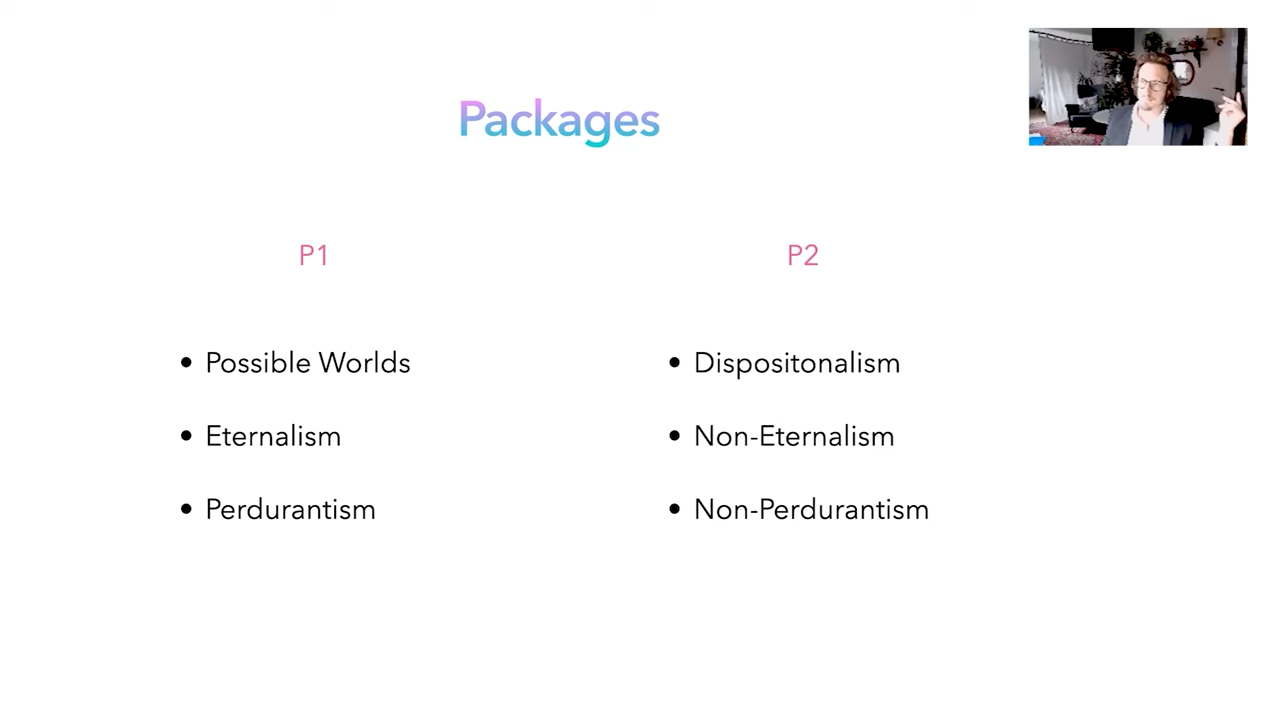 Packages
P1
• Possible Worlds
• Eternalism
• Perdurantism
P2
• Dispositonalism
• Non-Eternalism
• Non-Perdurantism